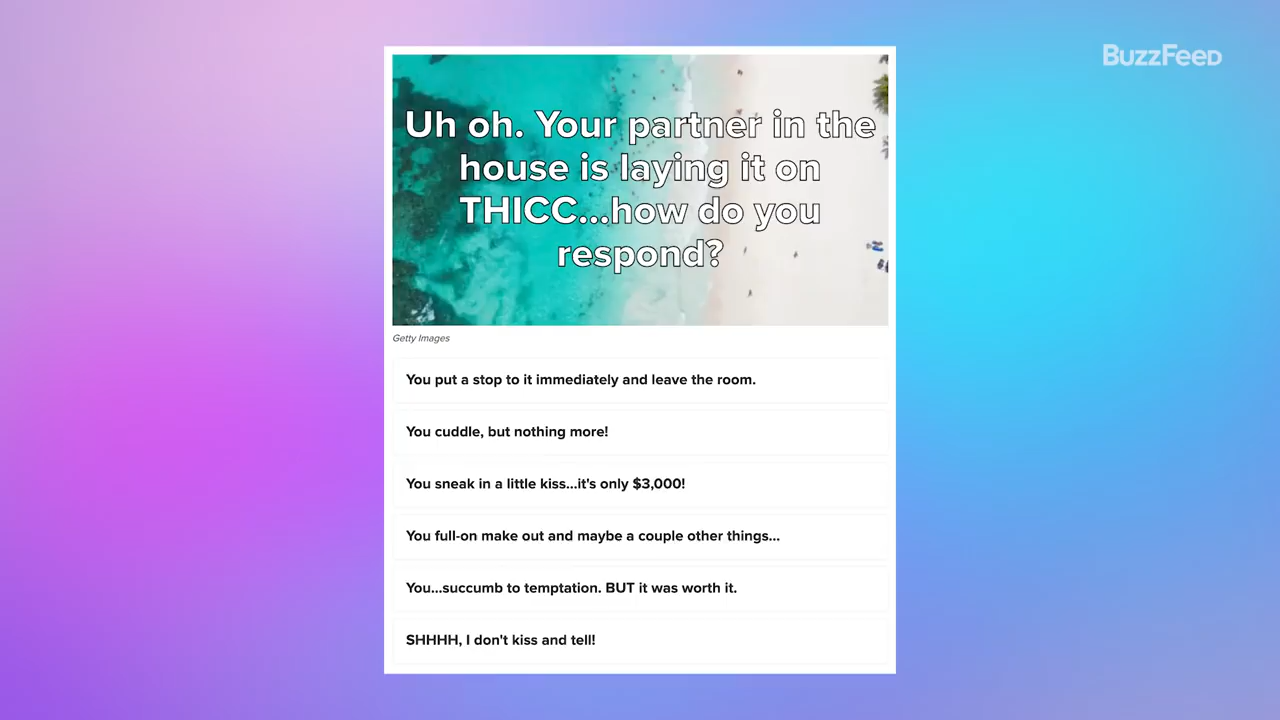 BuzzFeed
Uh oh. Your partner in the
house is laying it on
THICC...how do you
respond?
Getty Images
You put a stop to it immediately and leave the room.
You cuddle, but nothing more!
You sneak in a little kiss...it's only $3,000!
You full-on make out and maybe a couple other things...
You...succumb to temptation. BUT it was worth it.
SHHHH, I don't kiss and tell!